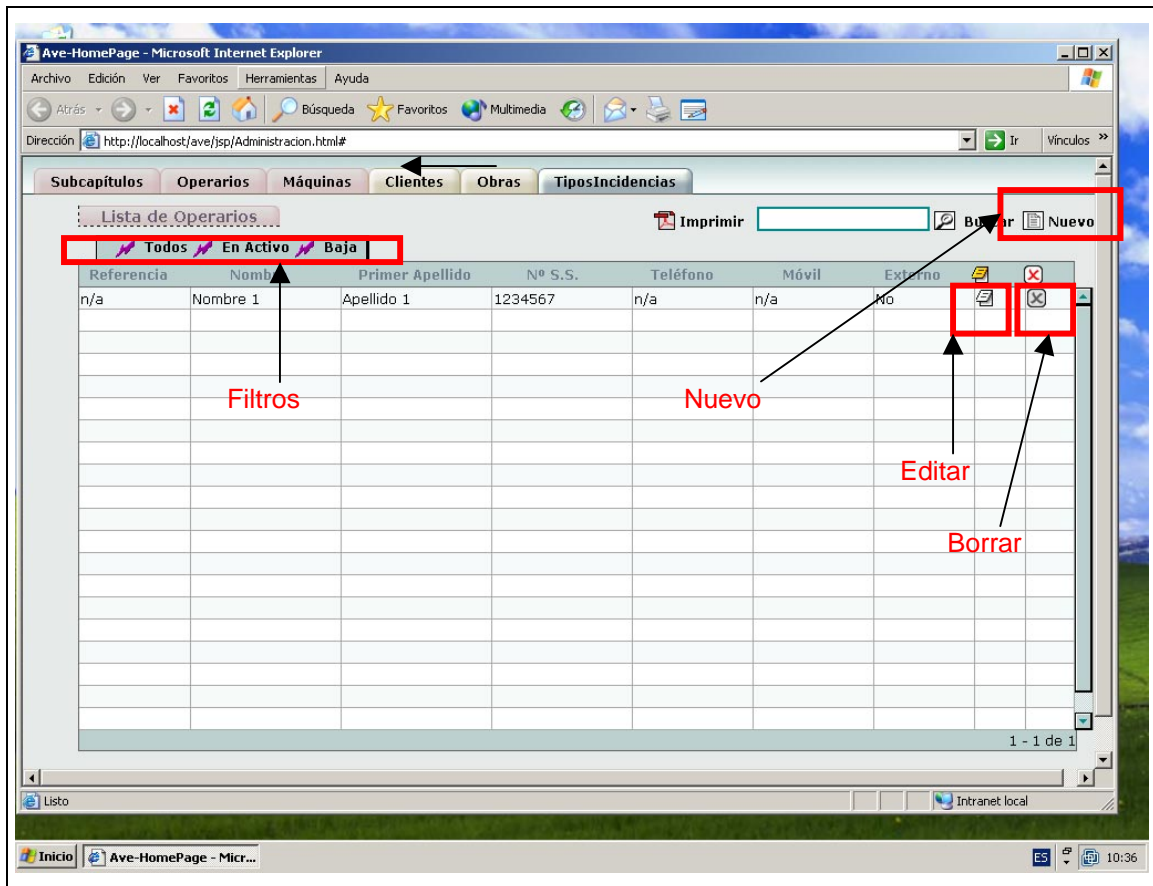 Ave-HomePage - Microsoft Internet Explorer
Archivo Edición Ver Favoritos Herramientas Ayuda
Atrás Búsqueda Favoritos Multimedia
Dirección http://localhost/ave/jsp/Administracion.html# Ir Vínculos »
Subcapítulos Operarios Máquinas Clientes Obras TiposIncidencias
Lista de Operarios Imprimir Buscar Nuevo
Todos En Activo Baja
Referencia Nombre Primer Apellido Nº S.S. Teléfono Móvil Externo
n/a Nombre 1 Apellido 1 1234567 n/a n/a No
Filtros Nuevo
Editar
Borrar
1 - 1 de 1
Listo Intranet local
Inicio Ave-HomePage - Micr... ES 10:36